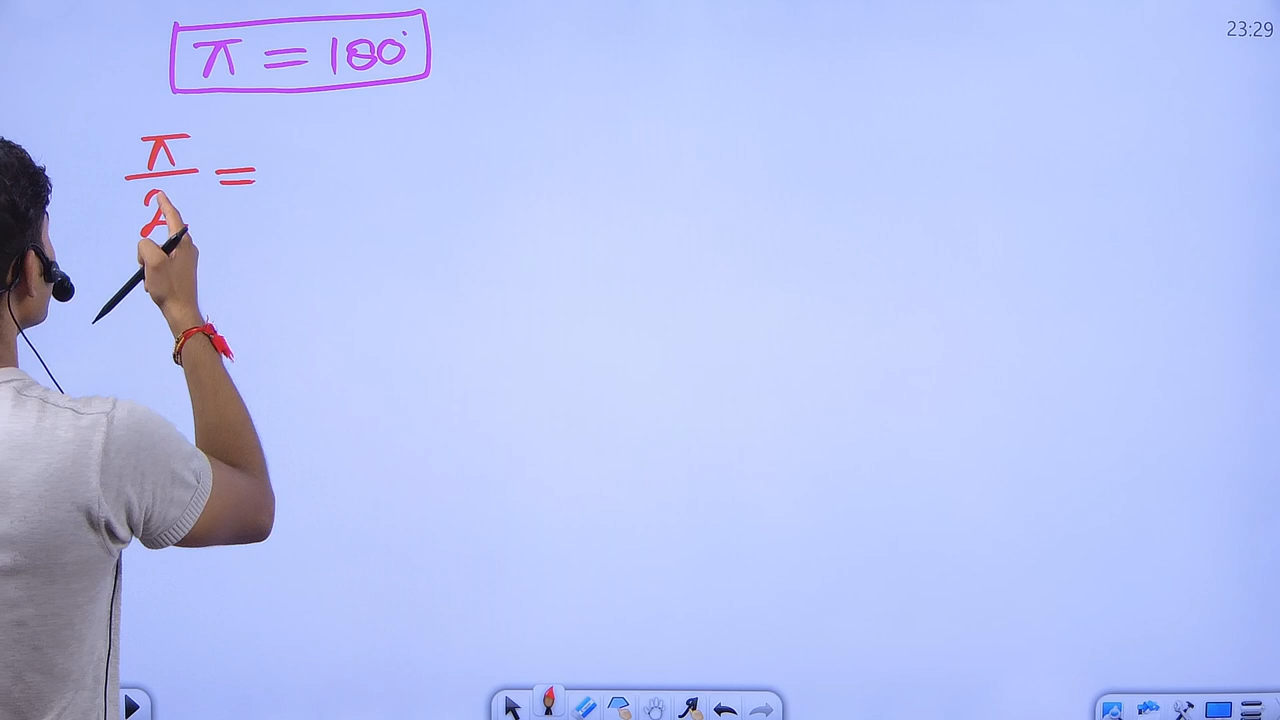 23:29
π = 180°
π/2 =